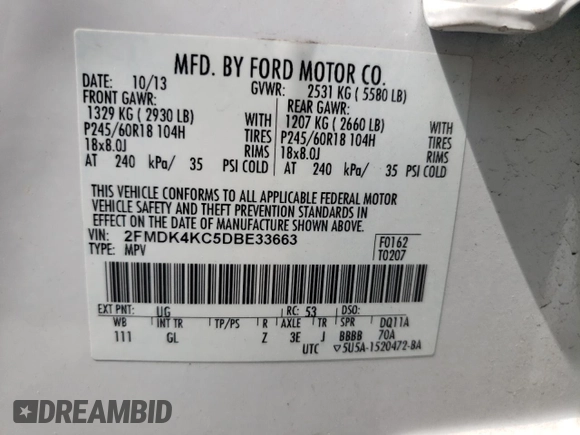 MFD. BY FORD MOTOR CO.
DATE: 10/13 GVWR: 2531 KG ( 5580 LB)
FRONT GAWR: REAR GAWR:
1329 KG ( 2930 LB) WITH 1207 KG ( 2660 LB) WITH
P245/60R18 104H TIRES P245/60R18 104H TIRES
18x8.0J RIMS 18x8.0J RIMS
AT 240 kPa/ 35 PSI COLD AT 240 kPa/ 35 PSI COLD
THIS VEHICLE CONFORMS TO ALL APPLICABLE FEDERAL MOTOR
VEHICLE SAFETY AND THEFT PREVENTION STANDARDS IN
EFFECT ON THE DATE OF MANUFACTURE SHOWN ABOVE.
VIN: 2FMDK4KC5DBE33663 F0162
TYPE: MPV T0207
EXT PNT: UG RC: 53 DSO:
WB INT TR TP/PS R AXLE TR SPR DQ11A
111 GL Z 3E J BBBB 70A
UTC ▽5U5A-1520472-BA
DREAMBID